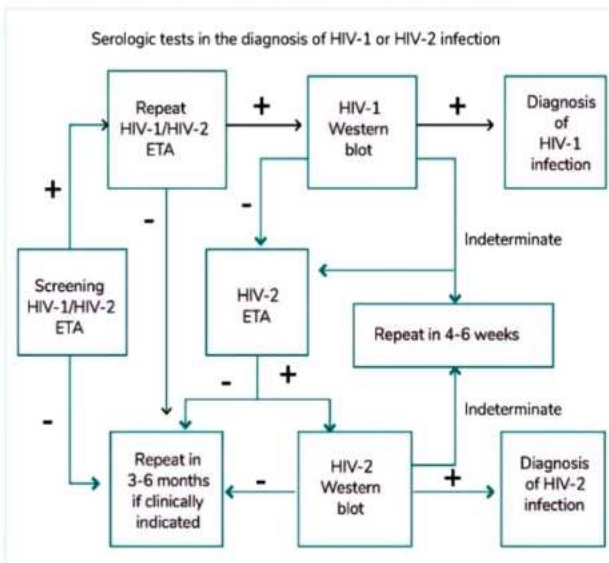 Serologic tests in the diagnosis of HIV-1 or HIV-2 infection
Repeat
HIV-1/HIV-2
ETA
+
HIV-1
Western
blot
+
Diagnosis
of
HIV-1
infection
+
-
-
Indeterminate
Screening
HIV-1/HIV-2
ETA
HIV-2
ETA
Repeat in 4-6 weeks
-
-
+
Indeterminate
Repeat in
3-6 months
if clinically
indicated
-
HIV-2
Western
blot
+
Diagnosis
of HIV-2
infection